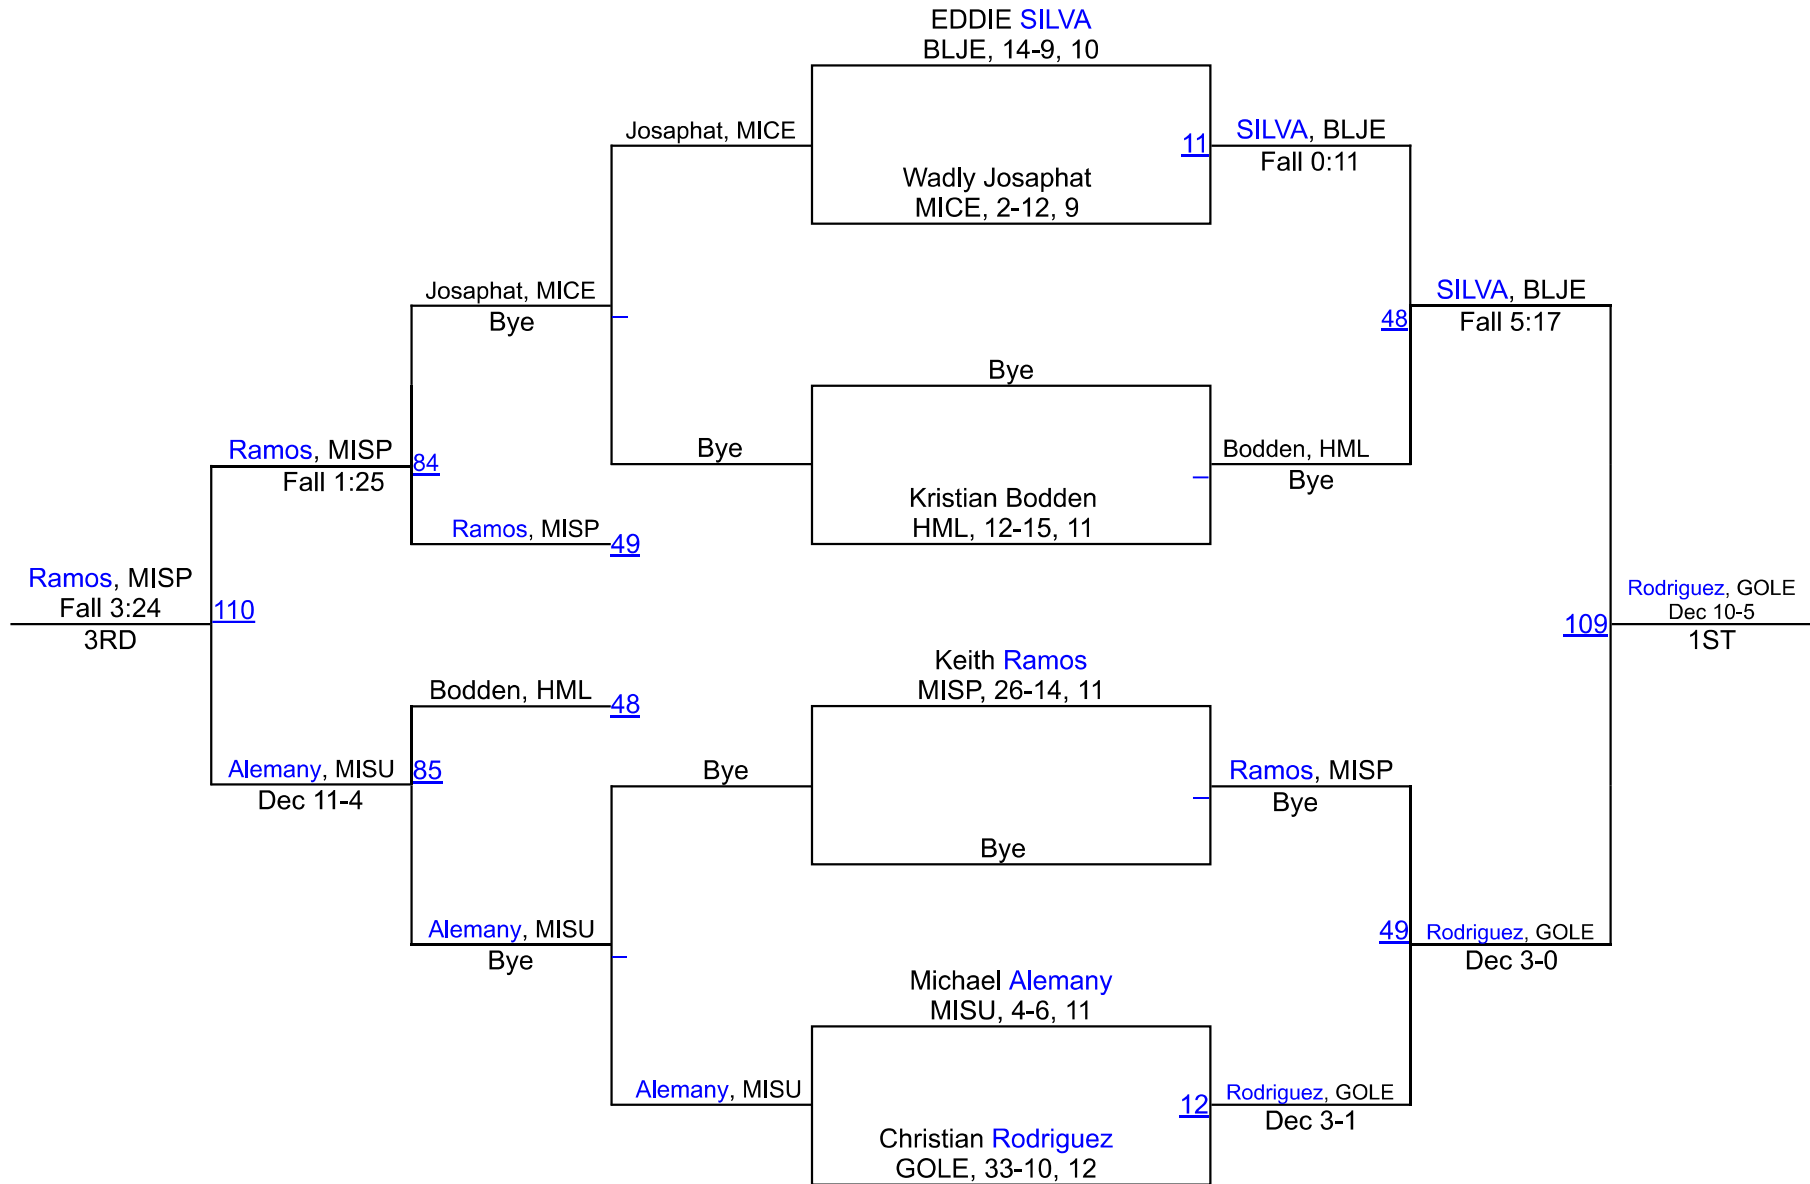 EDDIE SILVA
BLJE, 14-9, 10
Josaphat, MICE
11
SILVA, BLJE
Fall 0:11
Wadly Josaphat
MICE, 2-12, 9
Josaphat, MICE
Bye
SILVA, BLJE
48
Fall 5:17
Bye
Ramos, MISP
84
Fall 1:25
Bye
Bodden, HML
Bye
Kristian Bodden
HML, 12-15, 11
Ramos, MISP
49
Ramos, MISP
Fall 3:24
110
3RD
Rodriguez, GOLE
Dec 10-5
109
1ST
Keith Ramos
MISP, 26-14, 11
Bodden, HML
48
Alemany, MISU
85
Dec 11-4
Bye
Ramos, MISP
Bye
Bye
Alemany, MISU
Bye
49
Rodriguez, GOLE
Dec 3-0
Michael Alemany
MISU, 4-6, 11
Alemany, MISU
12
Rodriguez, GOLE
Dec 3-1
Christian Rodriguez
GOLE, 33-10, 12